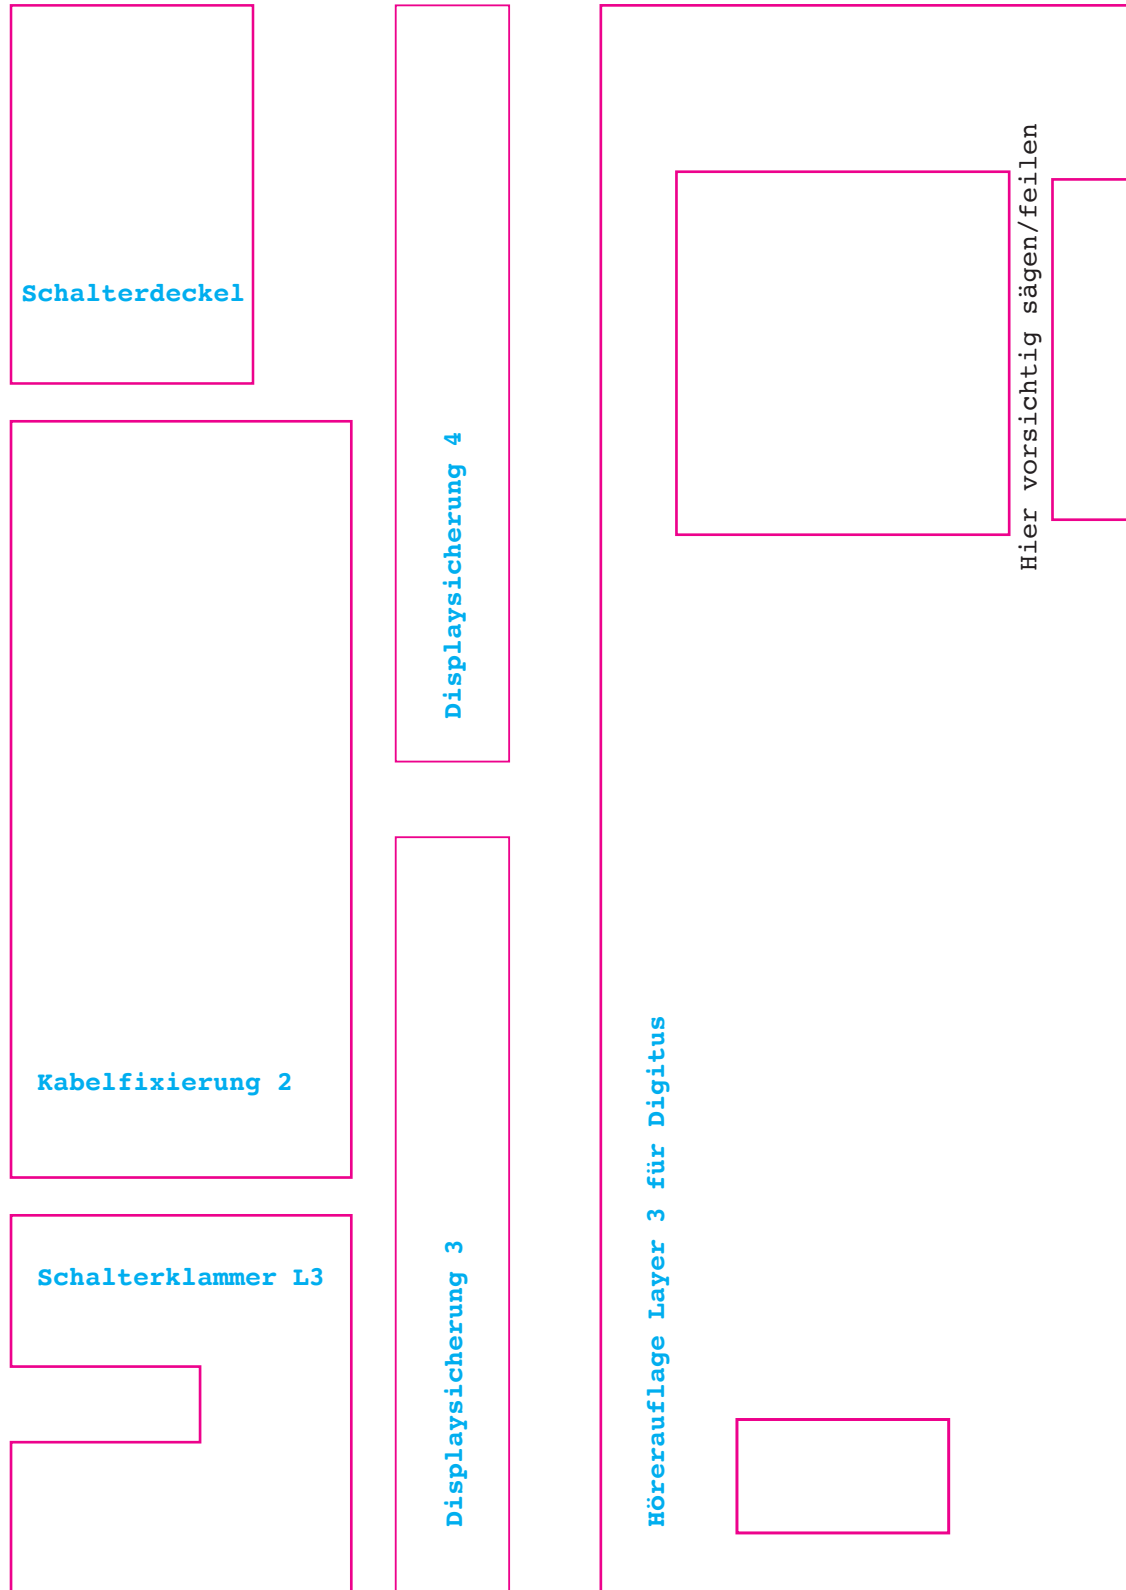 Schalterdeckel
Kabelfixierung 2
Schalterklammer L3
Displaysicherung 4
Displaysicherung 3
Hörerauflage Layer 3 für Digitus
Hier vorsichtig sägen/feilen